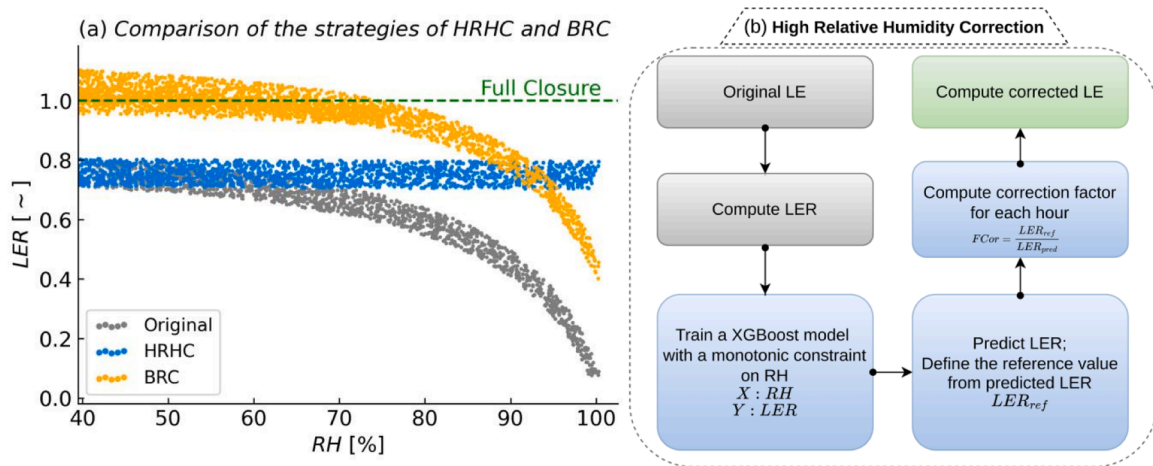 (a) Comparison of the strategies of HRHC and BRC
Full Closure
1.0
0.8
0.6
0.4
0.2
0.0
LER [ ~ ]
Original
HRHC
BRC
40
50
60
70
80
90
100
RH [%]
(b) High Relative Humidity Correction
Original LE
Compute LER
Train a XGBoost model
with a monotonic constraint
on RH
X : RH
Y : LER
Predict LER;
Define the reference value
from predicted LER
LER_ref
Compute correction factor
for each hour
FCor = LER_ref / LER_pred
Compute corrected LE